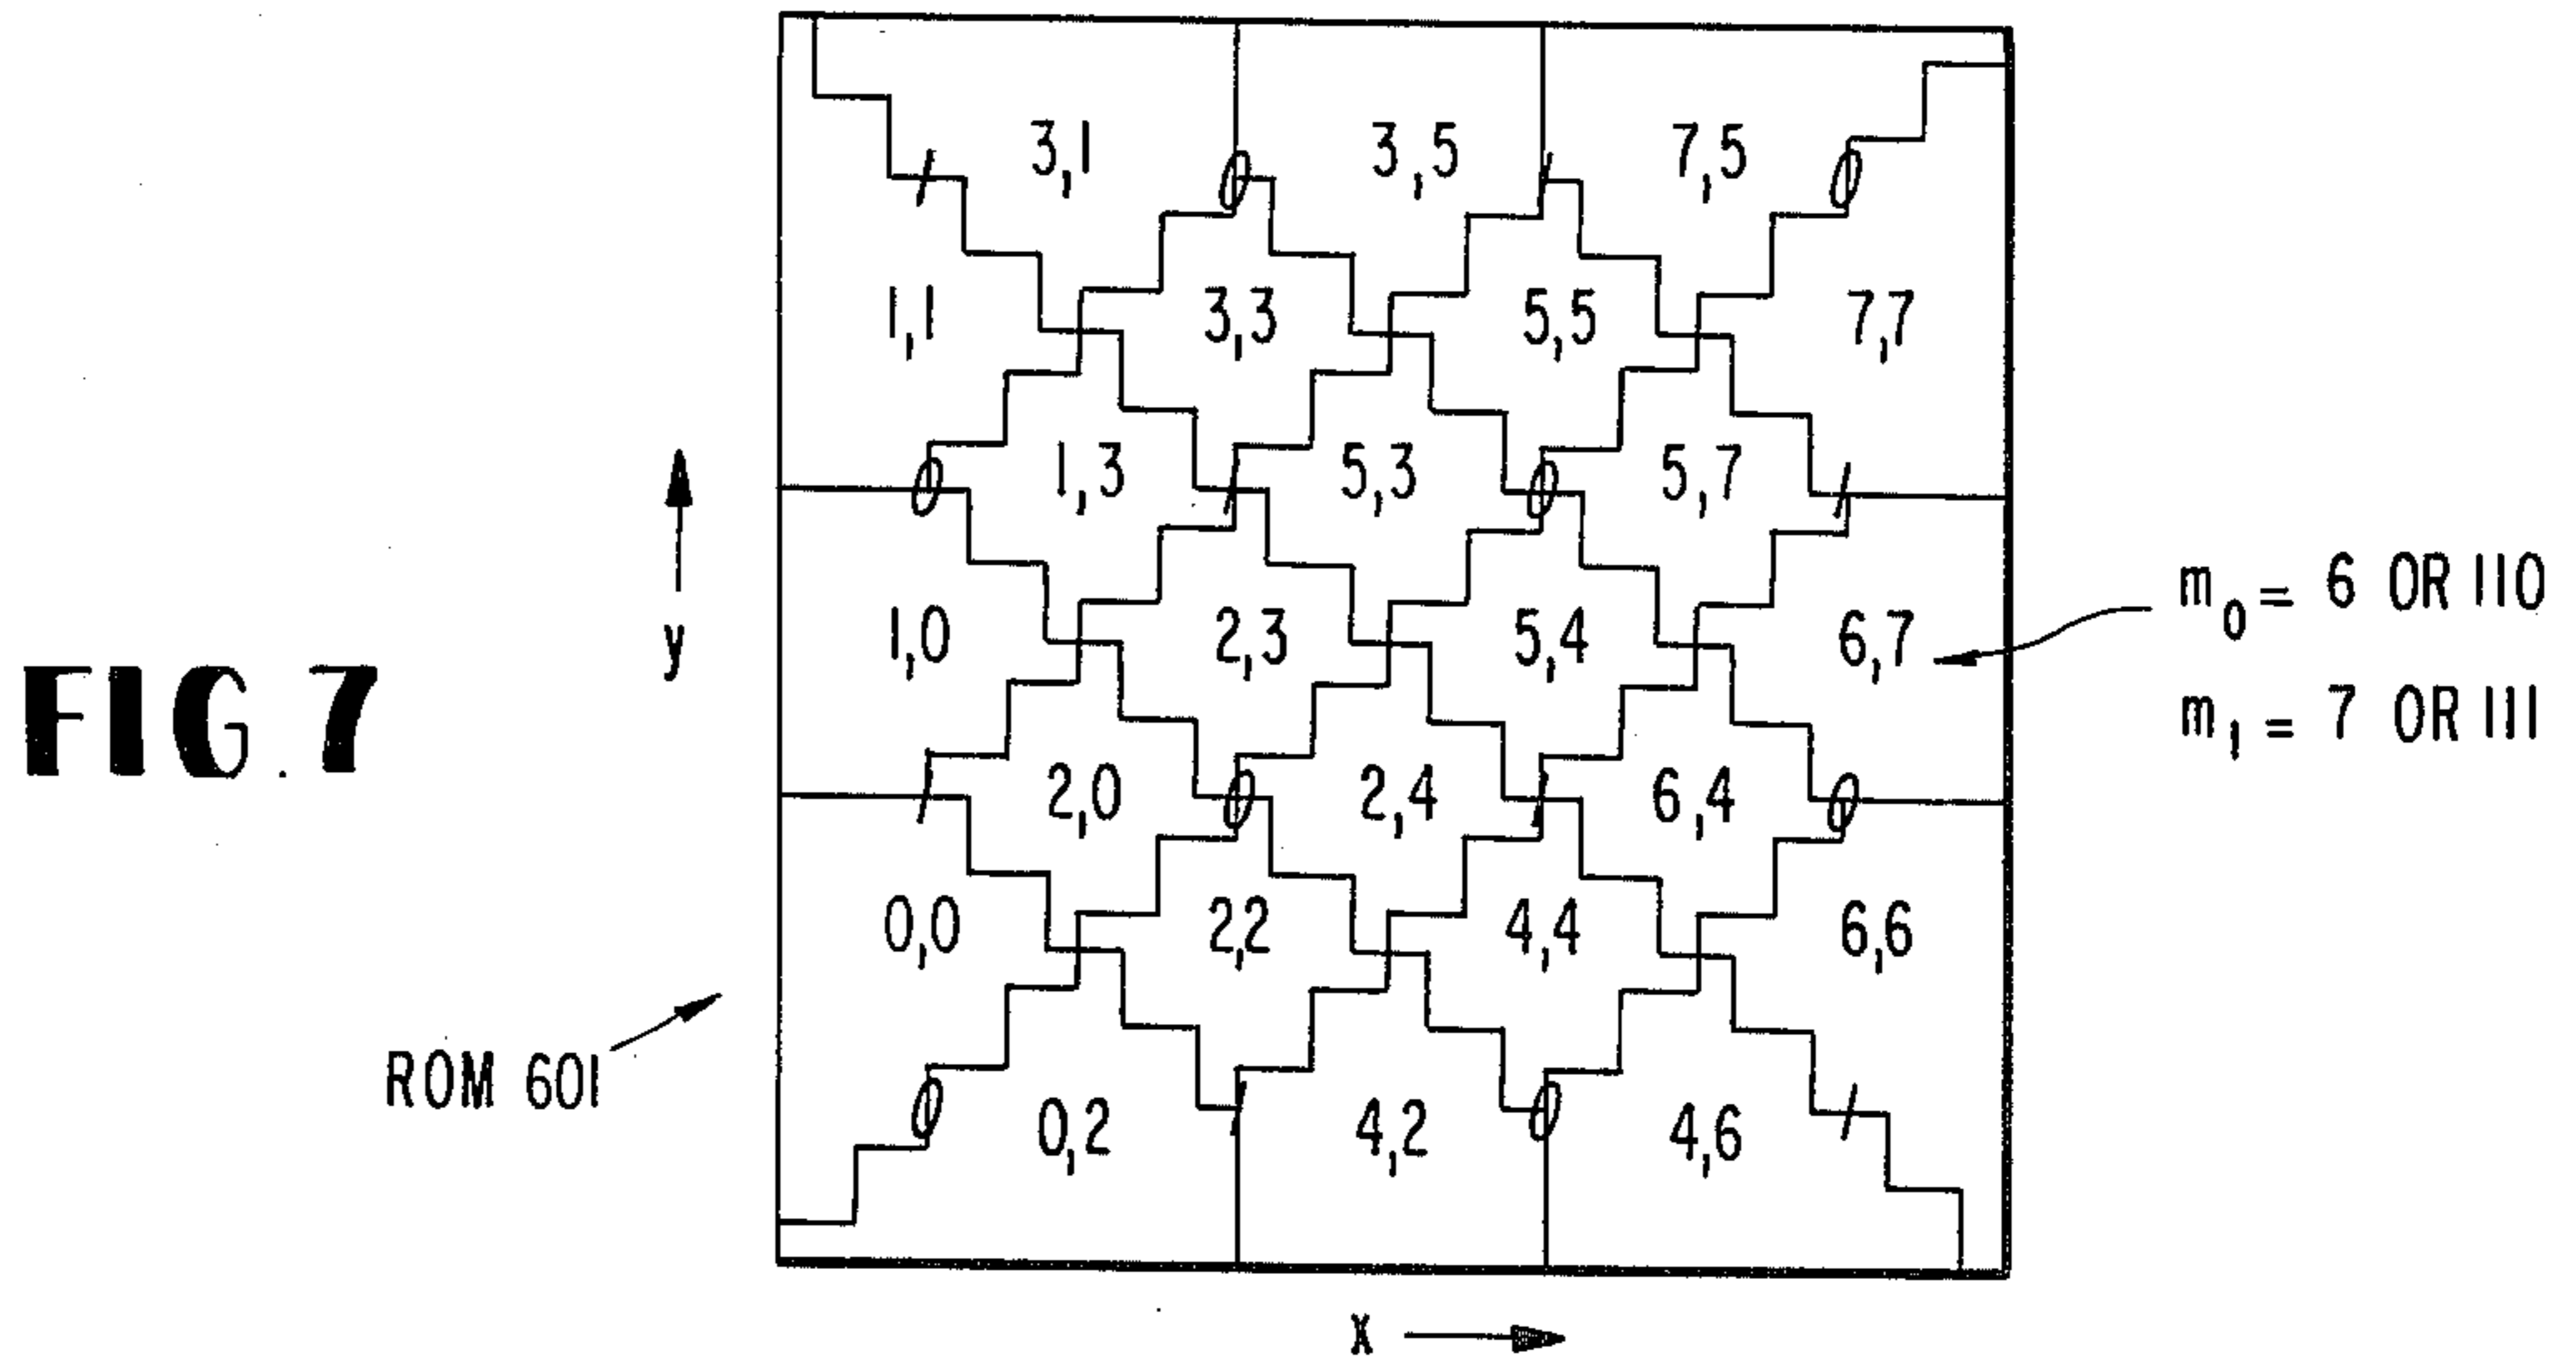 3,1 3,5 7,5
1,1 3,3 5,5 7,7
1,3 5,3 5,7
y
1,0 2,3 5,4 6,7
m0 = 6 OR 110
m1 = 7 OR 111
FIG.7
2,0 2,4 6,4
0,0 2,2 4,4 6,6
ROM 601
0,2 4,2 4,6
X